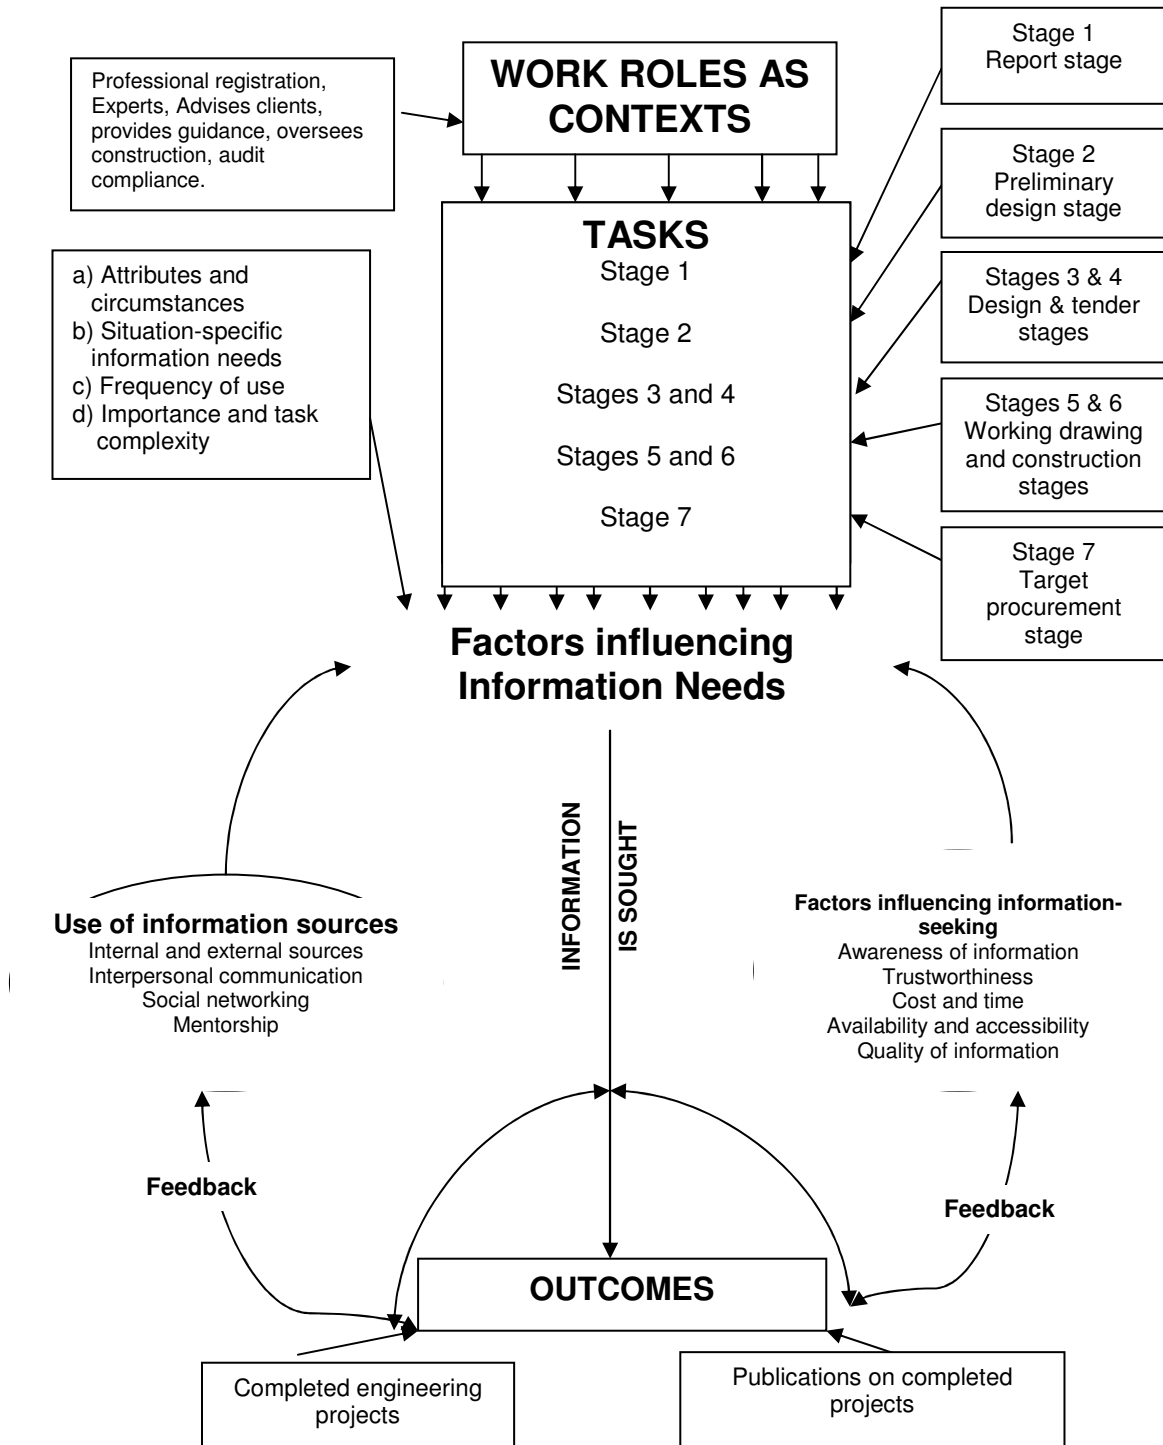 WORK ROLES AS
CONTEXTS
Professional registration,
Experts, Advises clients,
provides guidance, oversees
construction, audit
compliance.
Stage 1
Report stage
Stage 2
Preliminary
design stage
Stages 3 & 4
Design & tender
stages
Stages 5 & 6
Working drawing
and construction
stages
Stage 7
Target
procurement
stage
TASKS
Stage 1
Stage 2
Stages 3 and 4
Stages 5 and 6
Stage 7
a) Attributes and
circumstances
b) Situation-specific
information needs
c) Frequency of use
d) Importance and task
complexity
Factors influencing
Information Needs
INFORMATION
IS SOUGHT
Use of information sources
Internal and external sources
Interpersonal communication
Social networking
Mentorship
Factors influencing information-
seeking
Awareness of information
Trustworthiness
Cost and time
Availability and accessibility
Quality of information
Feedback
Feedback
OUTCOMES
Completed engineering
projects
Publications on completed
projects